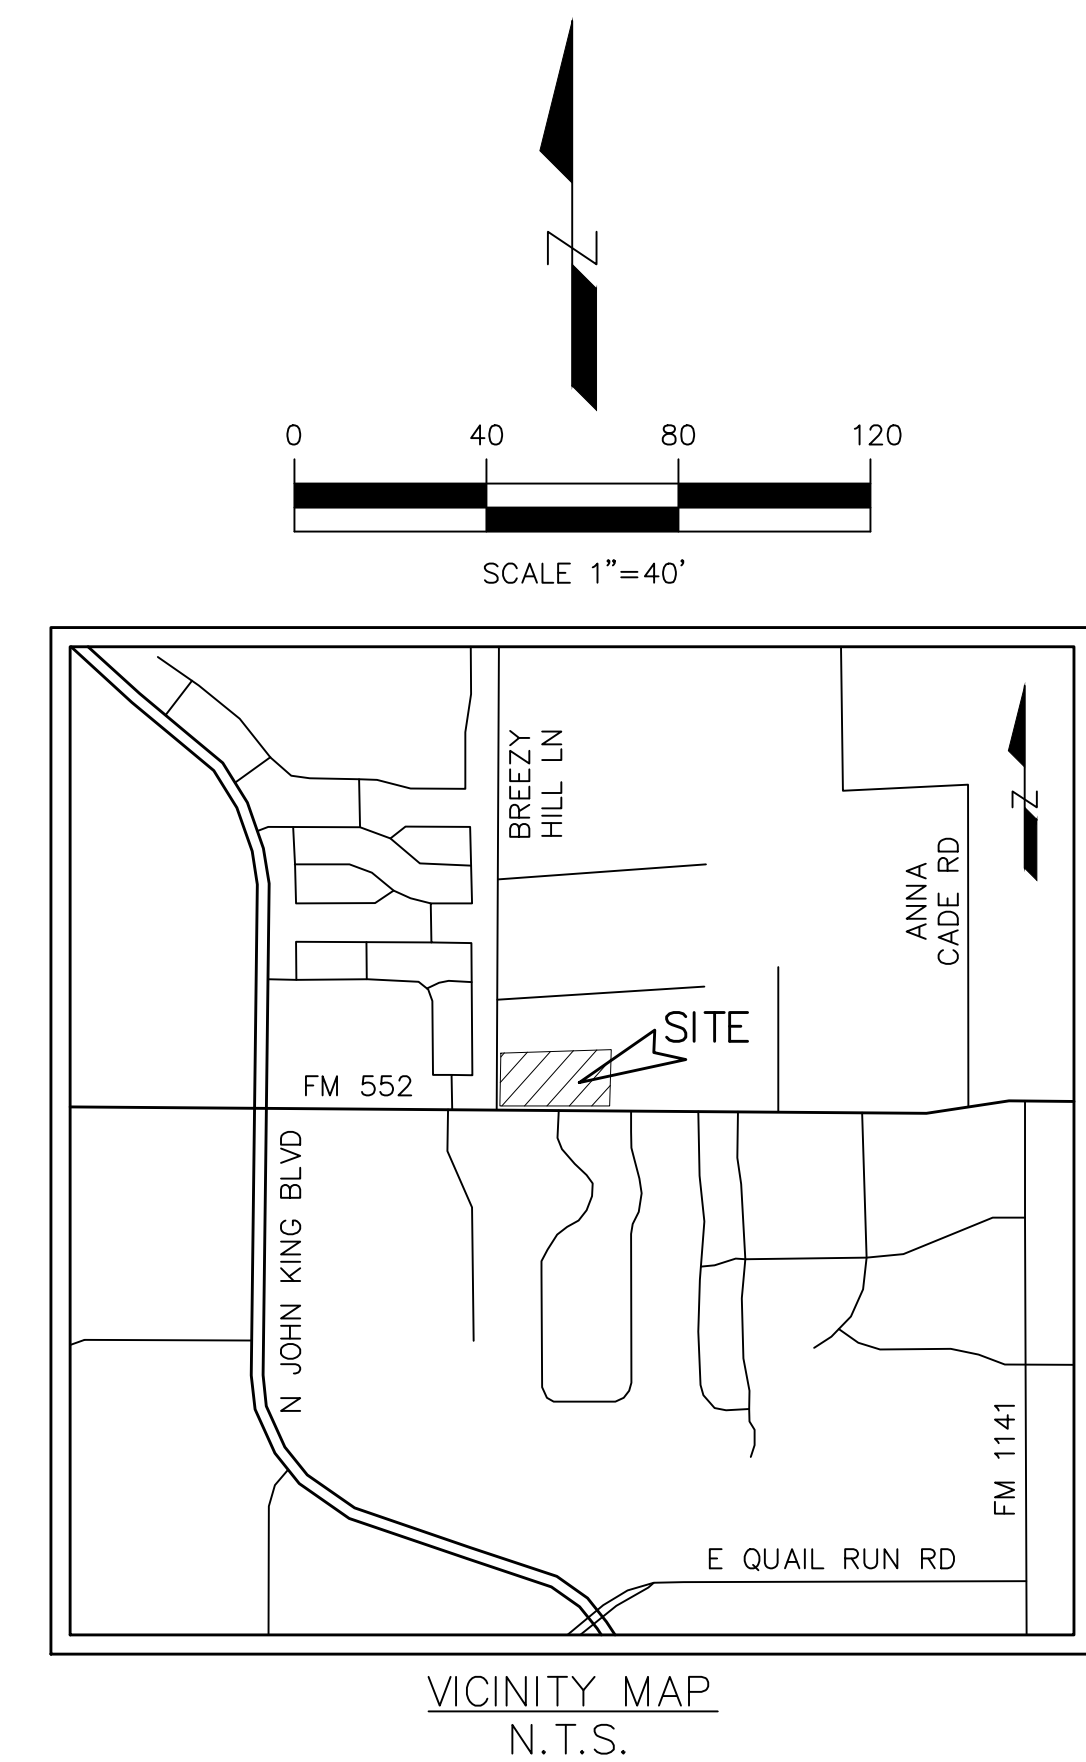 N
0 40 80 120
SCALE 1"=40'
BREEZY
HILL LN
N
ANNA
CADE RD
SITE
FM 552
N JOHN KING BLVD
FM 1141
E QUAIL RUN RD
VICINITY MAP
N.T.S.